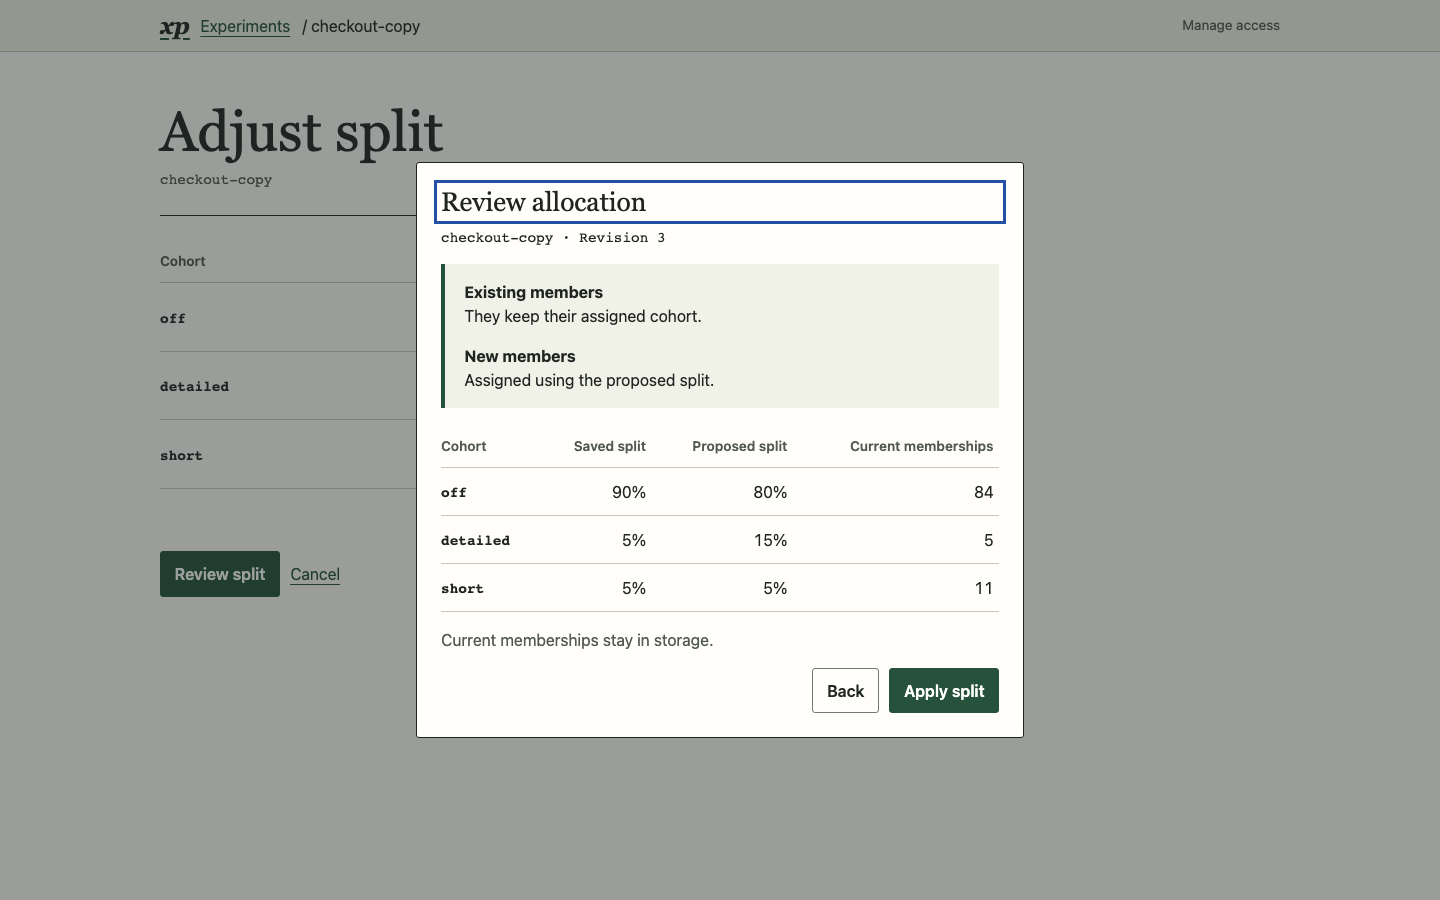 xp Experiments / checkout-copy Manage access
Adjust split
checkout-copy
Cohort
off
detailed
short
Review split Cancel
Review allocation
checkout-copy · Revision 3
Existing members
They keep their assigned cohort.
New members
Assigned using the proposed split.
Cohort Saved split Proposed split Current memberships
off 90% 80% 84
detailed 5% 15% 5
short 5% 5% 11
Current memberships stay in storage.
Back Apply split